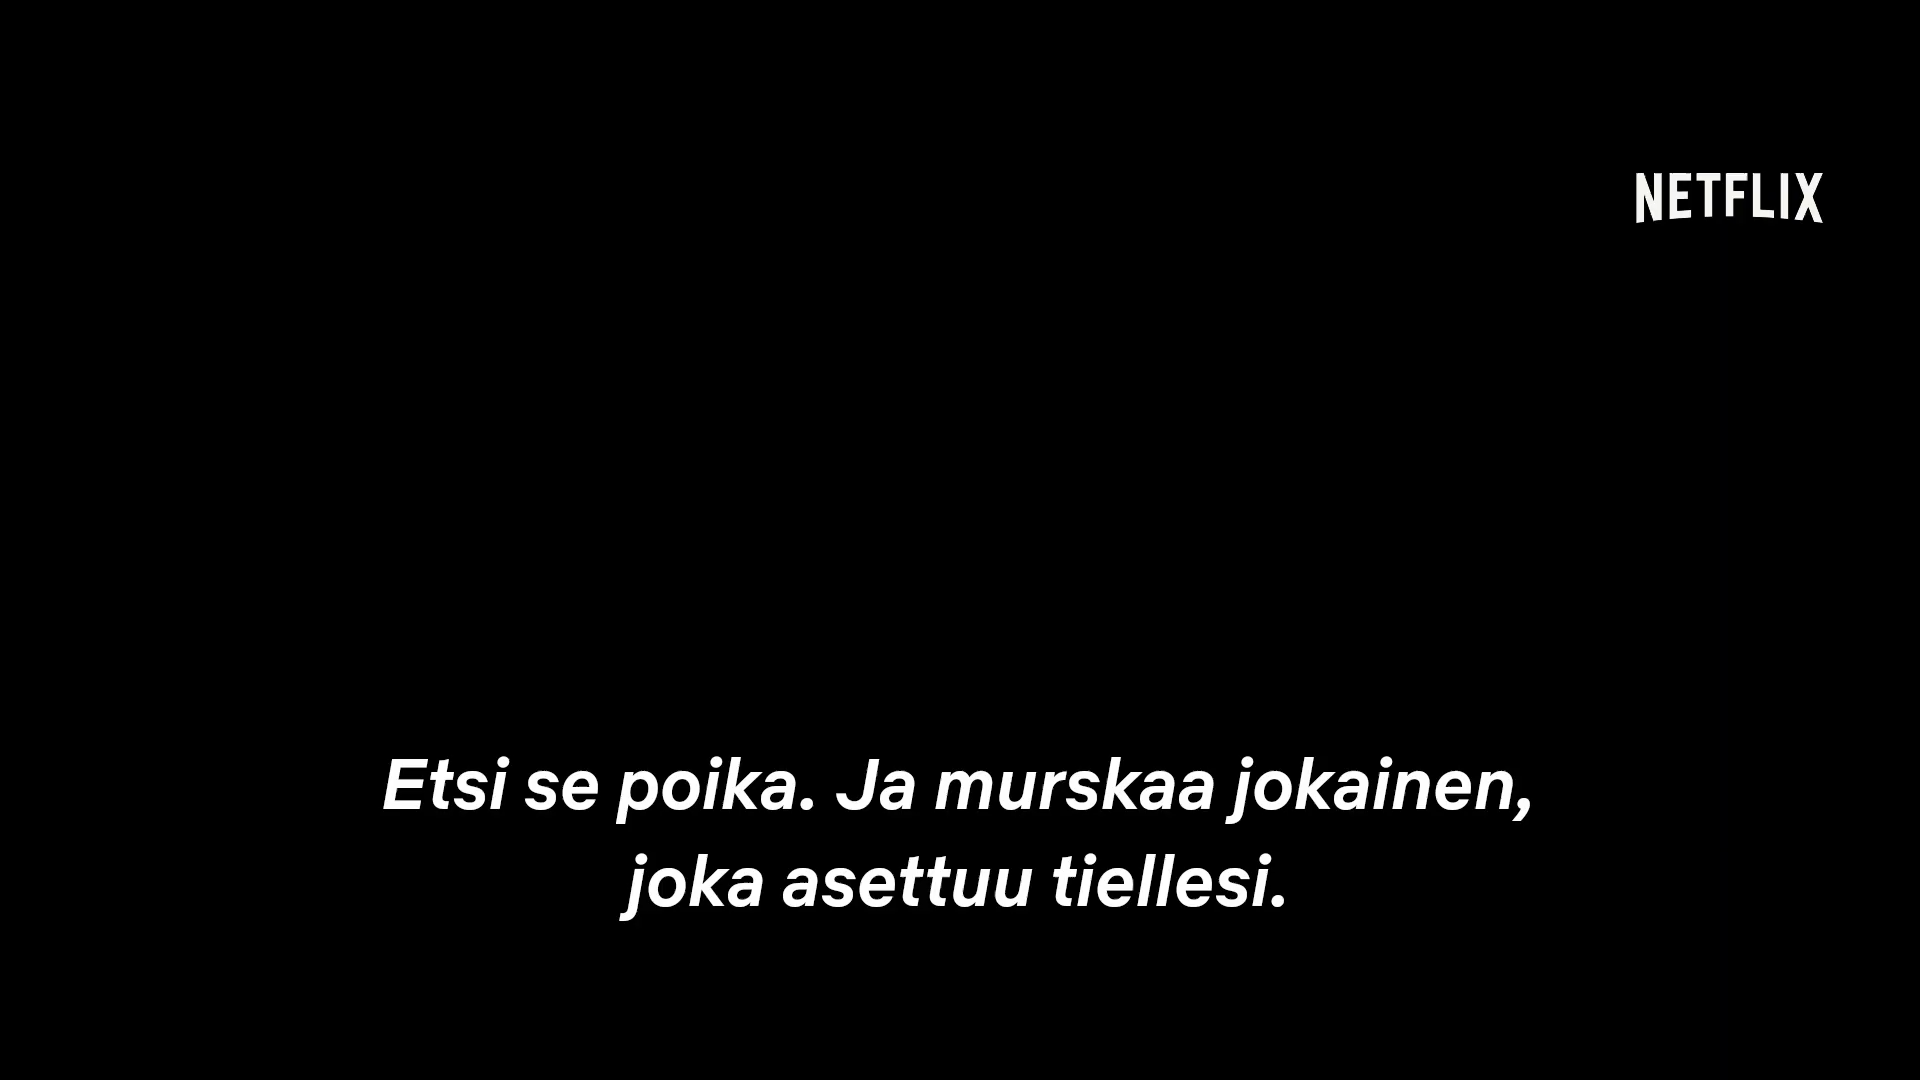 NETFLIX
Etsi se poika. Ja murskaa jokainen,
joka asettuu tiellesi.